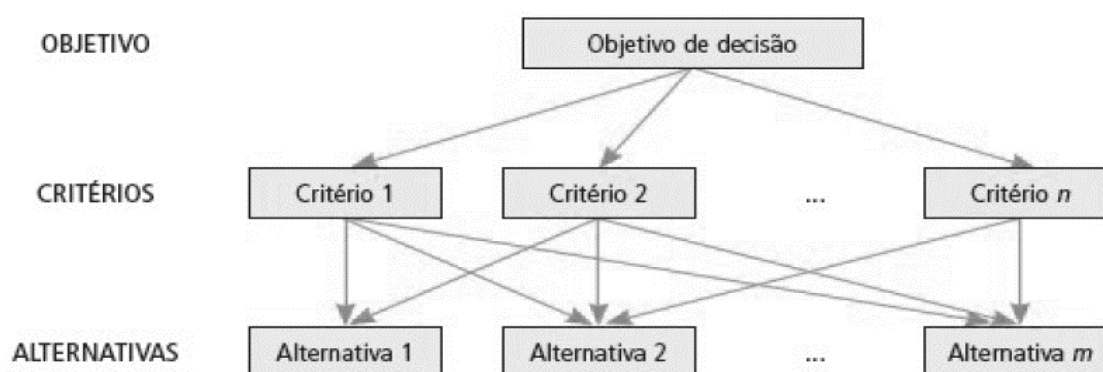 OBJETIVO Objetivo de decisão
CRITÉRIOS Critério 1 Critério 2 ... Critério n
ALTERNATIVAS Alternativa 1 Alternativa 2 ... Alternativa m